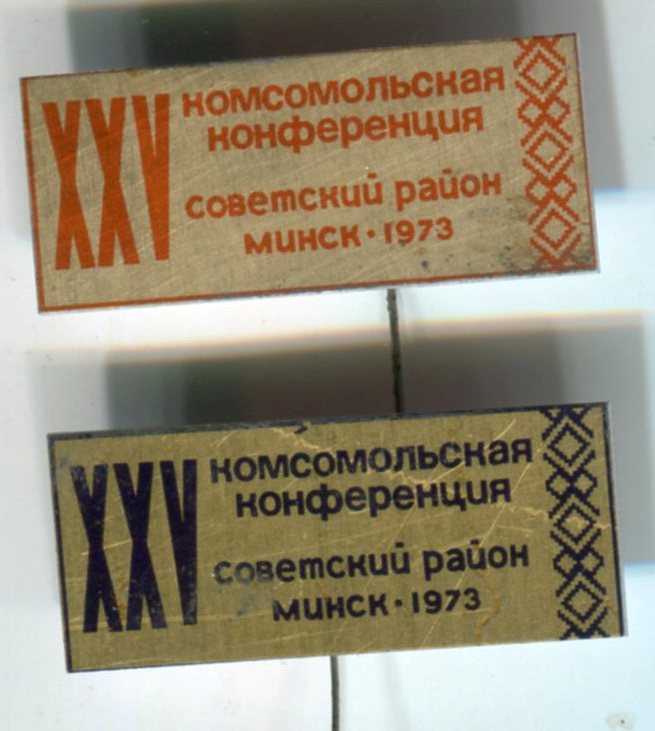 XXV
комсомольская
конференция
советский район
минск · 1973
XXV
комсомольская
конференция
советский район
минск · 1973